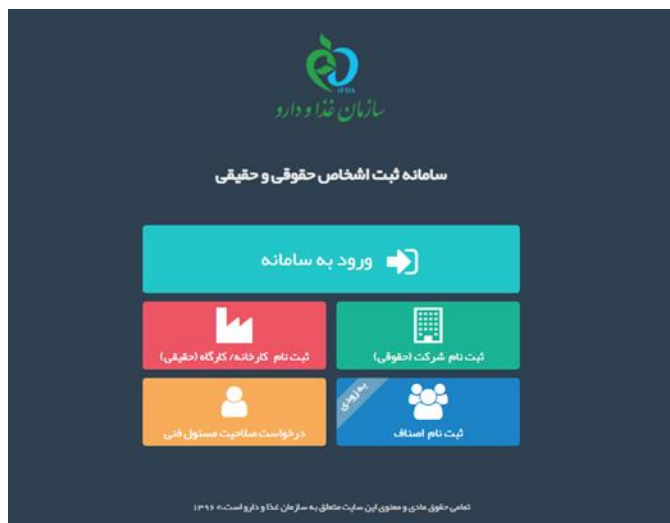 IFDA
سازمان غذا و دارو
سامانه ثبت اشخاص حقوقی و حقیقی
ورود به سامانه
ثبت نام شرکت (حقوقی)
ثبت نام کارخانه/ کارگاه (حقیقی)
به زودی
ثبت نام اصناف
درخواست صلاحیت مسئول فنی
تمامی حقوق مادی و معنوی این سایت متعلق به سازمان غذا و دارو است.© ۱۳۹۶